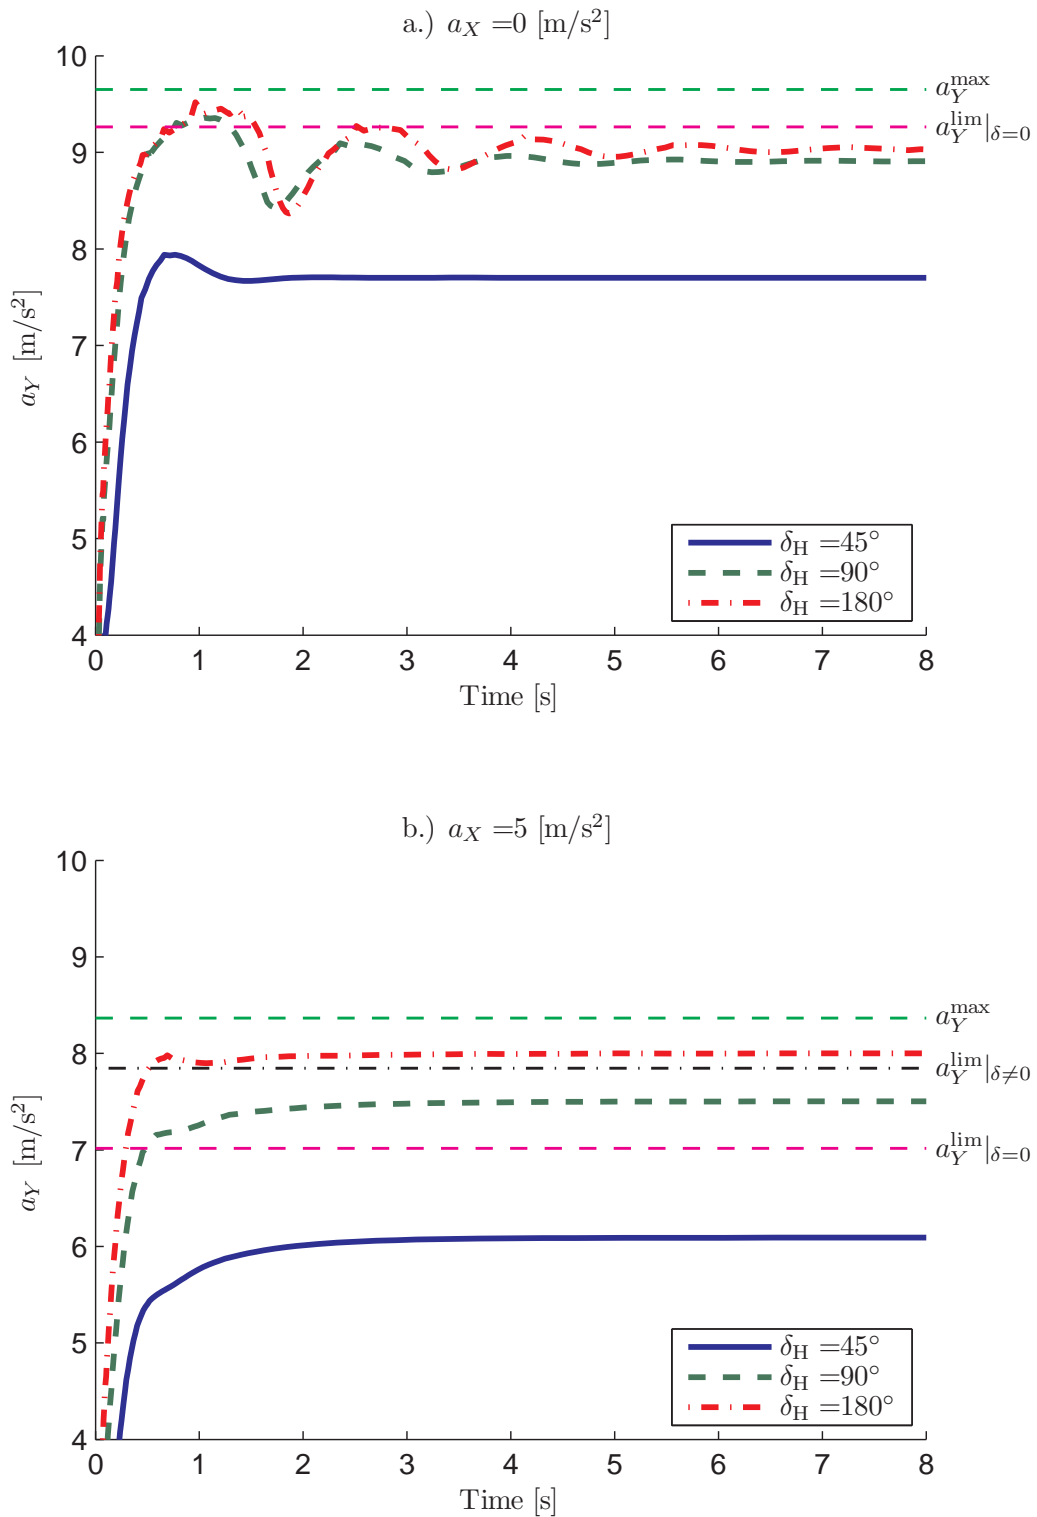 a.) a_X =0 [m/s²]
10
9
8
7
6
5
4
a_Y [m/s²]
a_Y^max
a_Y^lim|δ=0
δ_H =45°
δ_H =90°
δ_H =180°
0 1 2 3 4 5 6 7 8
Time [s]
b.) a_X =5 [m/s²]
10
9
8
7
6
5
4
a_Y [m/s²]
a_Y^max
a_Y^lim|δ≠0
a_Y^lim|δ=0
δ_H =45°
δ_H =90°
δ_H =180°
0 1 2 3 4 5 6 7 8
Time [s]